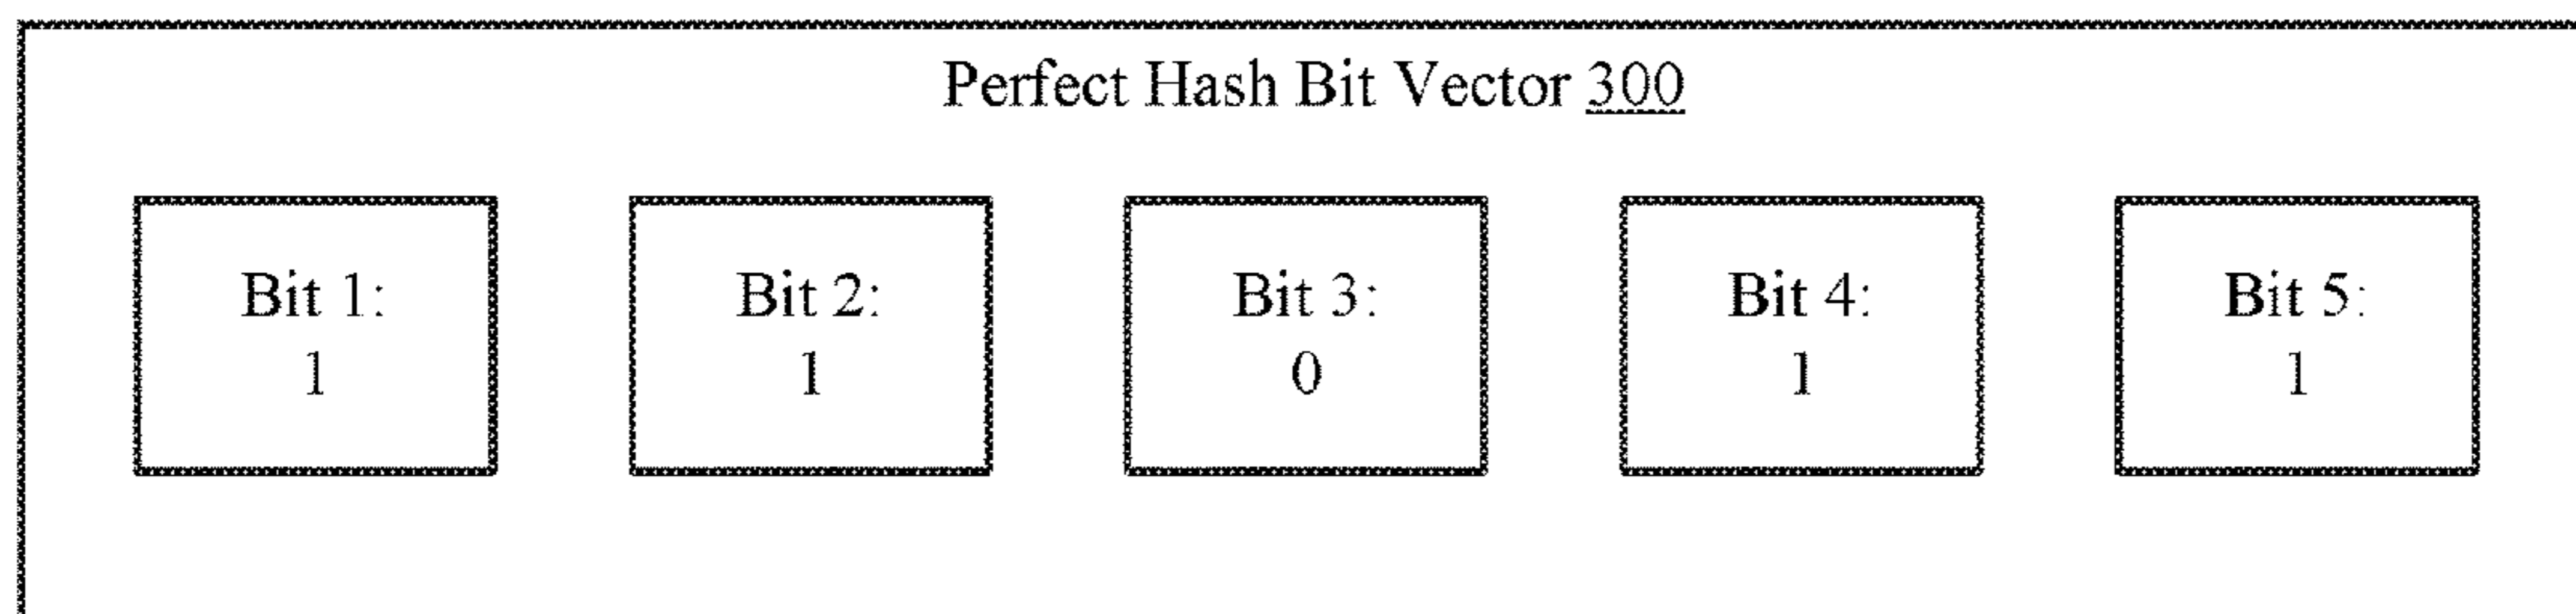 Perfect Hash Bit Vector 300
Bit 1:
1
Bit 2:
1
Bit 3:
0
Bit 4:
1
Bit 5:
1